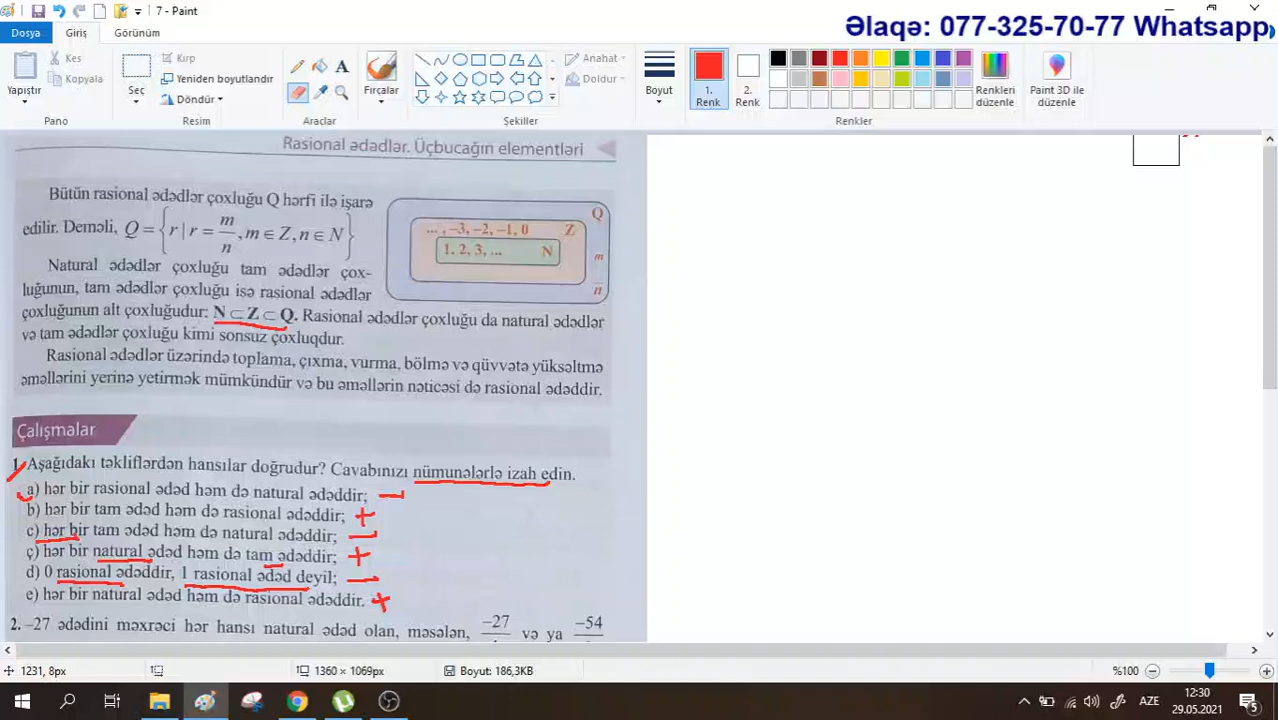 7 - Paint
Əlaqə: 077-325-70-77 Whatsapp
Dosya Giriş Görünüm
Yapıştır
Kes
Kopyala
Pano
Seç
Kırp
Yeniden boyutlandır
Döndür
Resim
A
Araçlar
Fırçalar
Anahat
Doldur
Şekiller
Boyut
1. Renk
2. Renk
Renkleri düzenle
Paint 3D ile düzenle
Renkler
Rasional ədədlər. Üçbucağın elementləri
Bütün rasional ədədlər çoxluğu Q hərfi ilə işarə
edilir. Deməli, Q = { r | r = m/n, m ∈ Z, n ∈ N }
Natural ədədlər çoxluğu tam ədədlər çox-
luğunun, tam ədədlər çoxluğu isə rasional ədədlər
çoxluğunun alt çoxluğudur: N ⊂ Z ⊂ Q. Rasional ədədlər çoxluğu da natural ədədlər
və tam ədədlər çoxluğu kimi sonsuz çoxluqdur.
Q
... , −3, −2, −1, 0 Z
1, 2, 3, ... N
m/n
Rasional ədədlər üzərində toplama, çıxma, vurma, bölmə və qüvvətə yüksəltmə
əməllərini yerinə yetirmək mümkündür və bu əməllərin nəticəsi də rasional ədəddir.
Çalışmalar
1. Aşağıdakı təkliflərdən hansılar doğrudur? Cavabınızı nümunələrlə izah edin.
a) hər bir rasional ədəd həm də natural ədəddir; −
b) hər bir tam ədəd həm də rasional ədəddir; +
c) hər bir tam ədəd həm də natural ədəddir; −
ç) hər bir natural ədəd həm də tam ədəddir; +
d) 0 rasional ədəddir, 1 rasional ədəd deyil; −
e) hər bir natural ədəd həm də rasional ədəddir. +
2. −27 ədədini məxrəci hər hansı natural ədəd olan, məsələn, −27 və ya −54
1231, 8px
1360 × 1069px
Boyut: 186,3KB
%100
AZE
12:30
29.05.2021
5